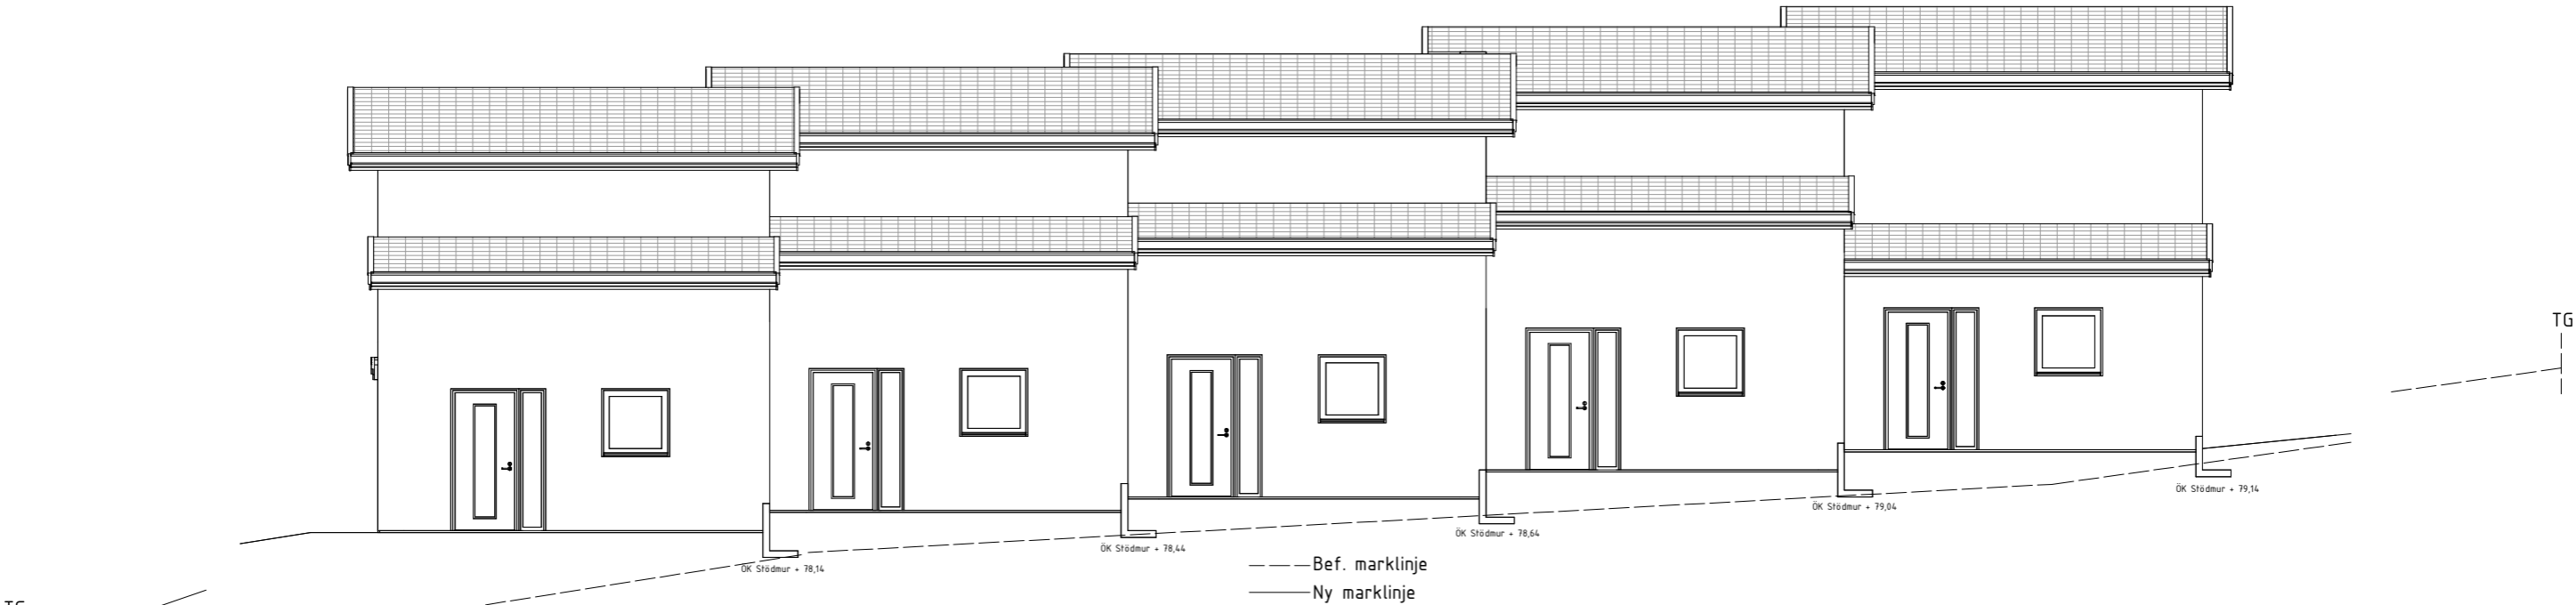 TG
ÖK Stödmur + 79,14
ÖK Stödmur + 79,04
ÖK Stödmur + 78,64
ÖK Stödmur + 78,44
ÖK Stödmur + 78,14
Bef. marklinje
Ny marklinje
TG